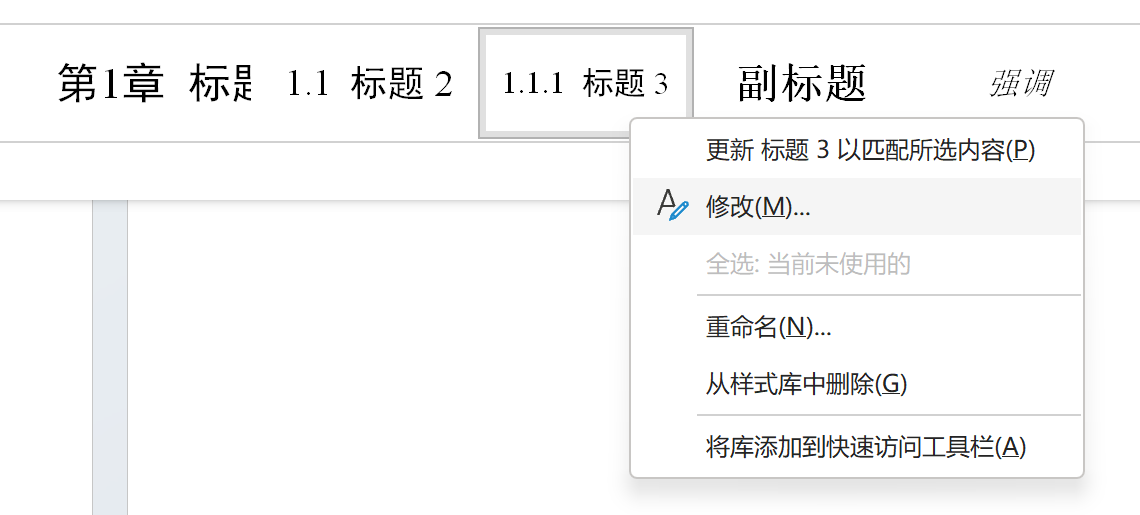 第1章 标题
1.1 标题 2
1.1.1 标题 3
副标题
强调
更新 标题 3 以匹配所选内容(P)
修改(M)...
全选: 当前未使用的
重命名(N)...
从样式库中删除(G)
将库添加到快速访问工具栏(A)